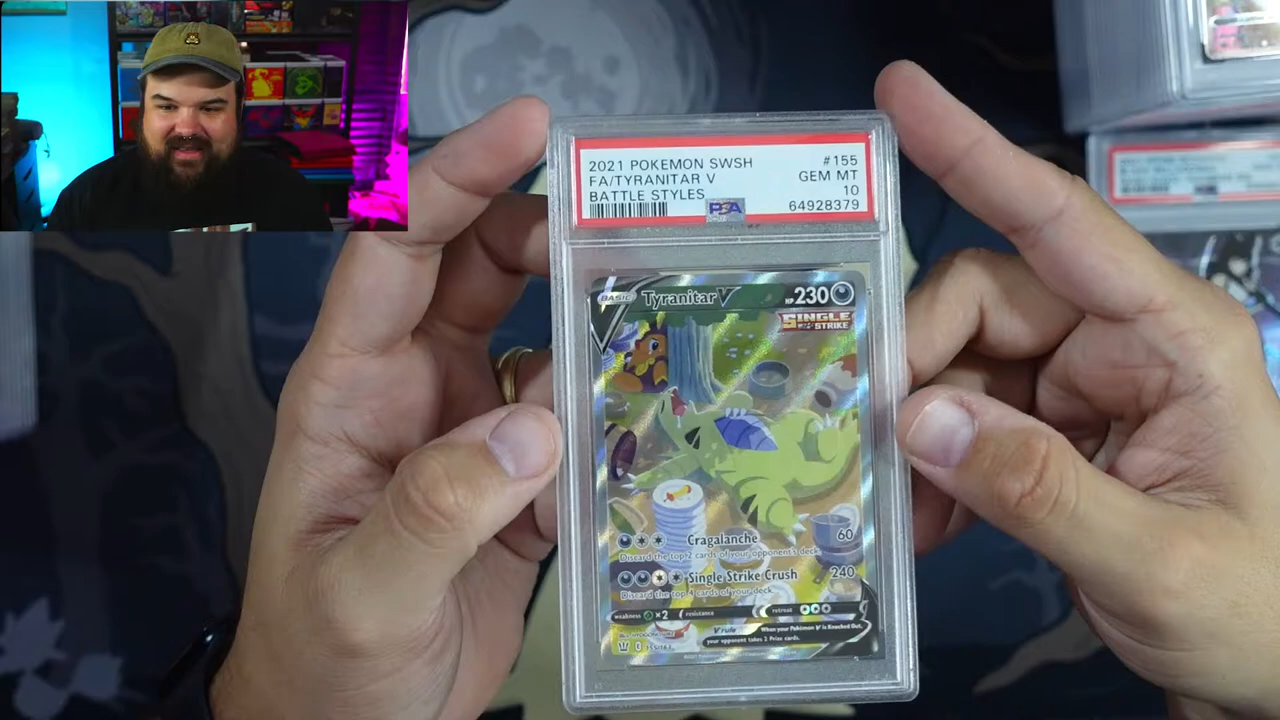 2021 POKEMON SWSH #155
FA/TYRANITAR V GEM MT
BATTLE STYLES 10
PSA 64928379
BASIC Tyranitar V HP 230
SINGLE STRIKE
Cragalanche 60
Discard the top 2 cards of your opponent's deck.
Single Strike Crush 240
Discard the top 4 cards of your deck.
weakness ×2 resistance retreat
V rule When your Pokémon V is Knocked Out,
your opponent takes 2 Prize cards.
155/163